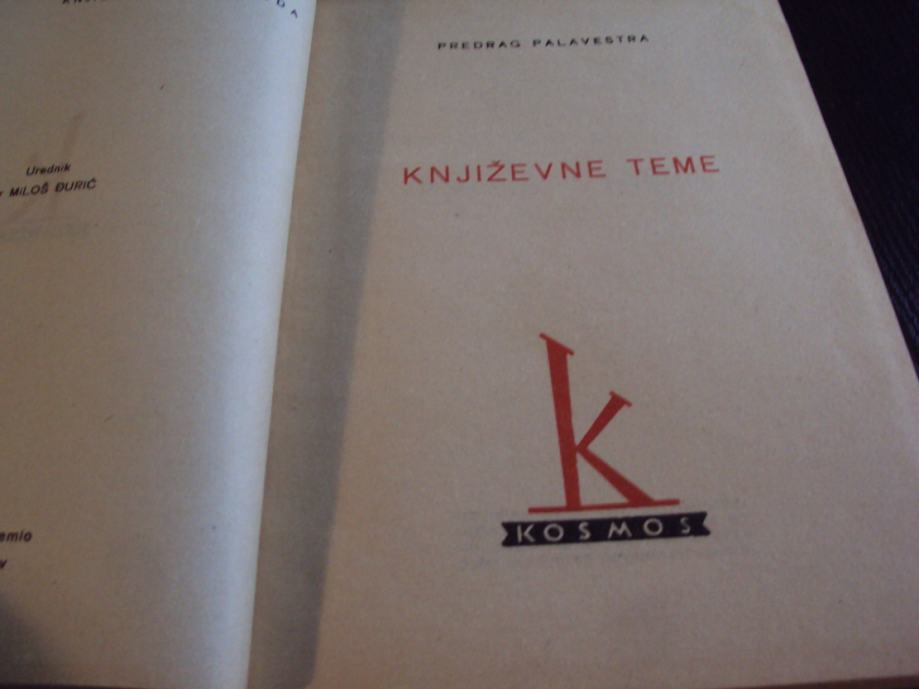 Urednik
MILOŠ ĐURIĆ
PREDRAG PALAVESTRA
KNJIŽEVNE TEME
k
KOSMOS